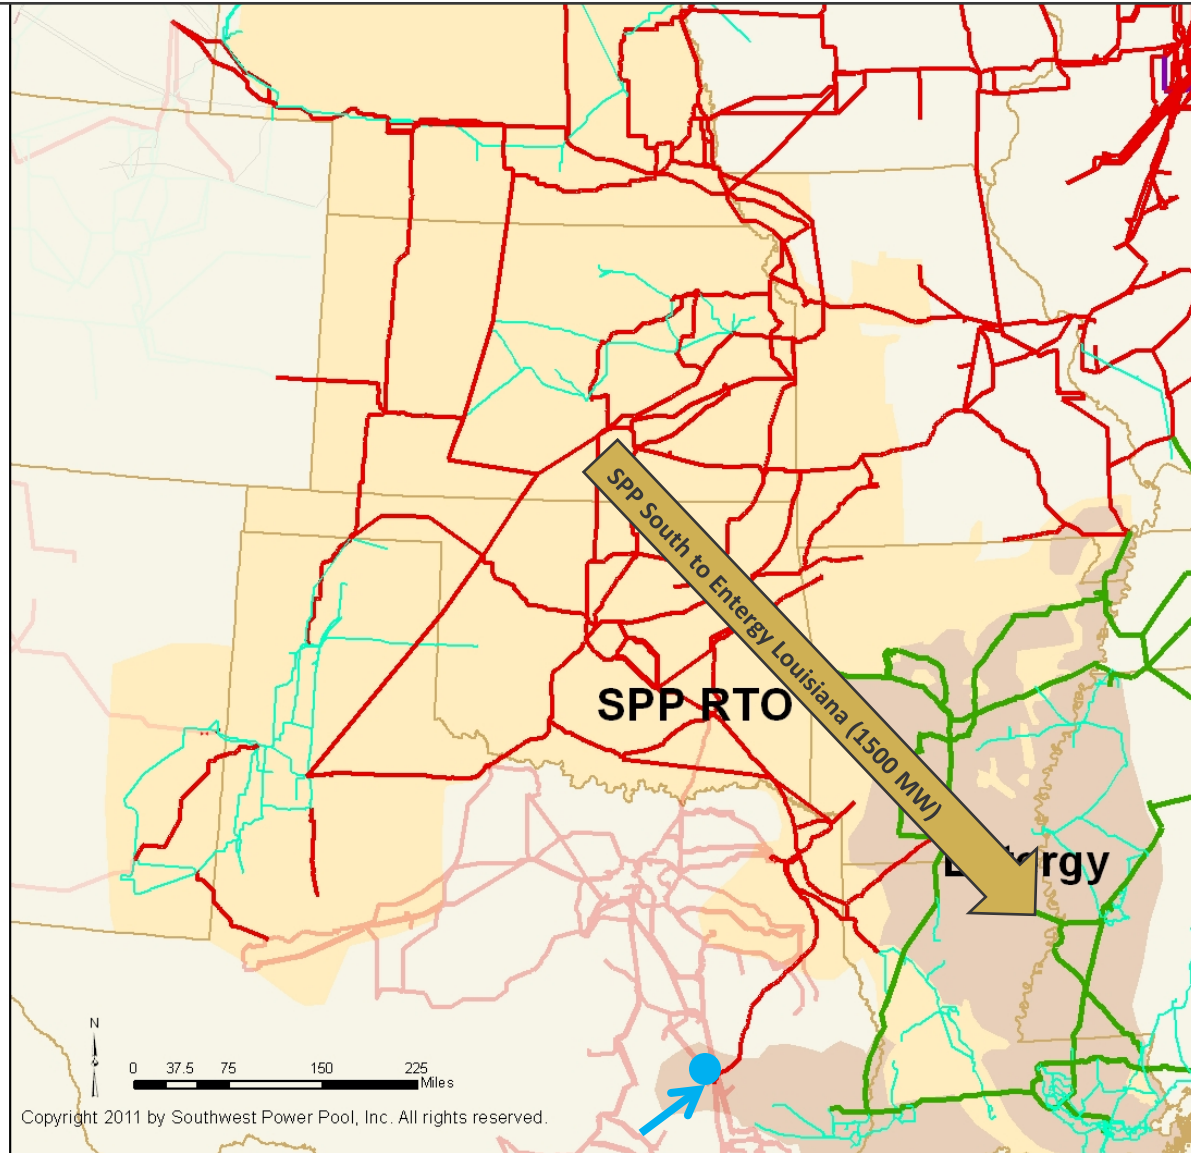 SPP South to Entergy Louisiana (1500 MW)
SPP RTO
rgy
N
0 37.5 75 150 225
Miles
Copyright 2011 by Southwest Power Pool, Inc. All rights reserved.